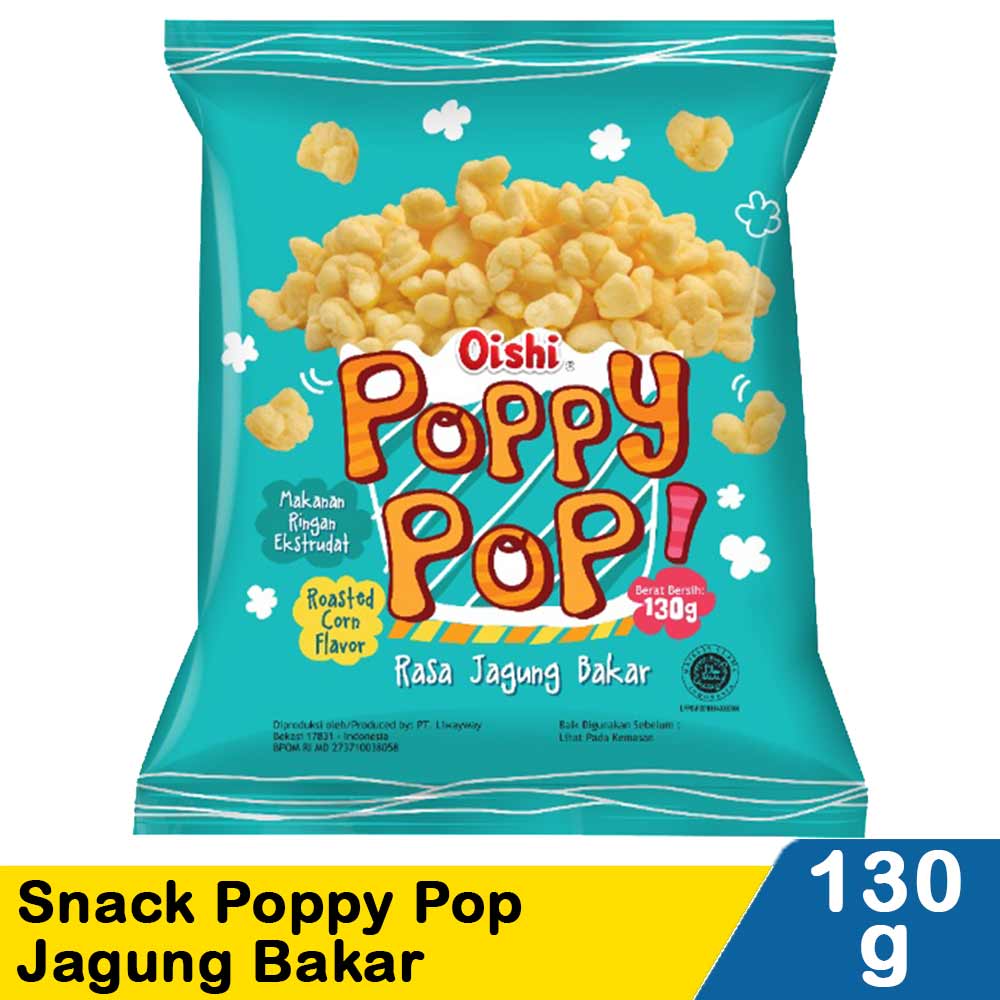 Oishi
Poppy
Pop!
Makanan
Ringan
Ekstrudat
Roasted
Corn
Flavor
Berat Bersih:
130g
Rasa Jagung Bakar
Diproduksi oleh/Produced by: PT. Liwayway
Bekasi 17831 - Indonesia
BPOM RI MD 273710038058
Baik Digunakan Sebelum :
Lihat Pada Kemasan
Snack Poppy Pop
Jagung Bakar
130
g